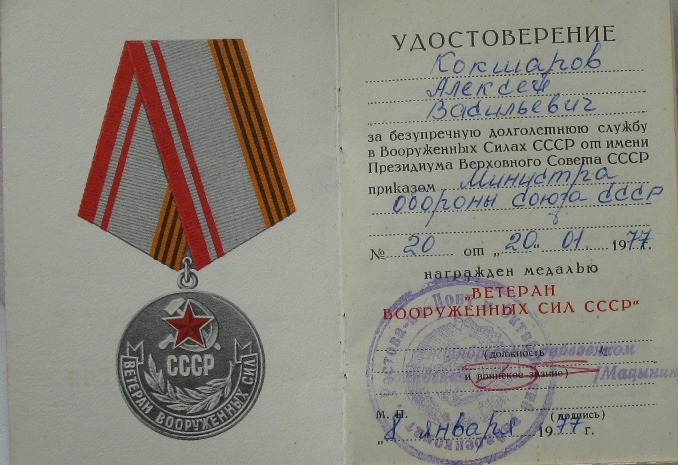 СССР
ВЕТЕРАН ВООРУЖЕННЫХ СИЛ
УДОСТОВЕРЕНИЕ
Кокшаров
Алексей
Васильевич
за безупречную долголетнюю службу
в Вооруженных Силах СССР от имени
Президиума Верховного Совета СССР
приказом Министра
обороны Союза СССР
№ 20 от „20“ 01 1977
награжден медалью
„ВЕТЕРАН
ВООРУЖЕННЫХ СИЛ СССР“
(должность
и воинское звание) (Мацынин
М. П. (подпись)
„8 января 1977 г.